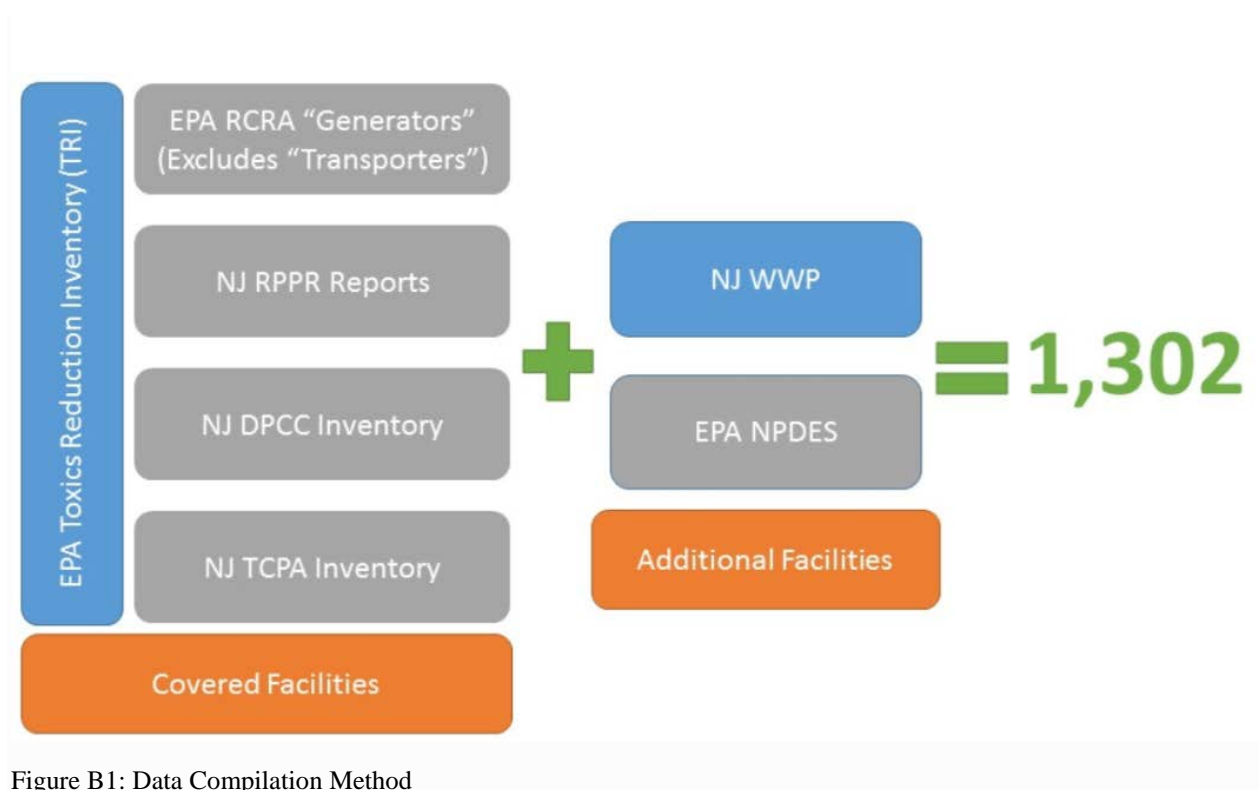 EPA Toxics Reduction Inventory (TRI)
EPA RCRA “Generators”
(Excludes “Transporters”)
NJ RPPR Reports
NJ DPCC Inventory
NJ TCPA Inventory
Covered Facilities
+
NJ WWP
EPA NPDES
Additional Facilities
= 1,302
Figure B1: Data Compilation Method